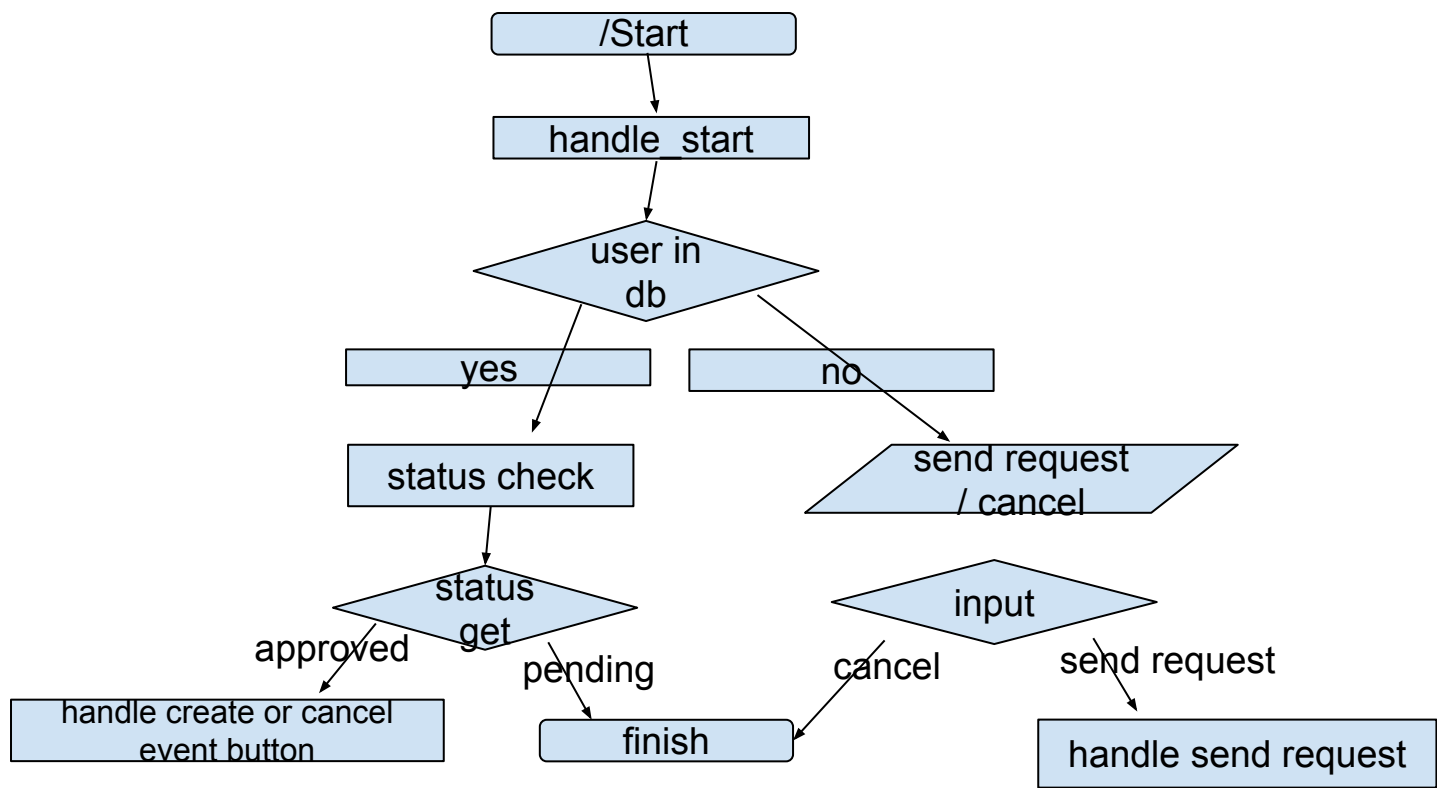 /Start
handle_start
user in
db
yes
no
status check
send request
/ cancel
status
get
input
approved
pending
cancel
send request
handle create or cancel
event button
finish
handle send request